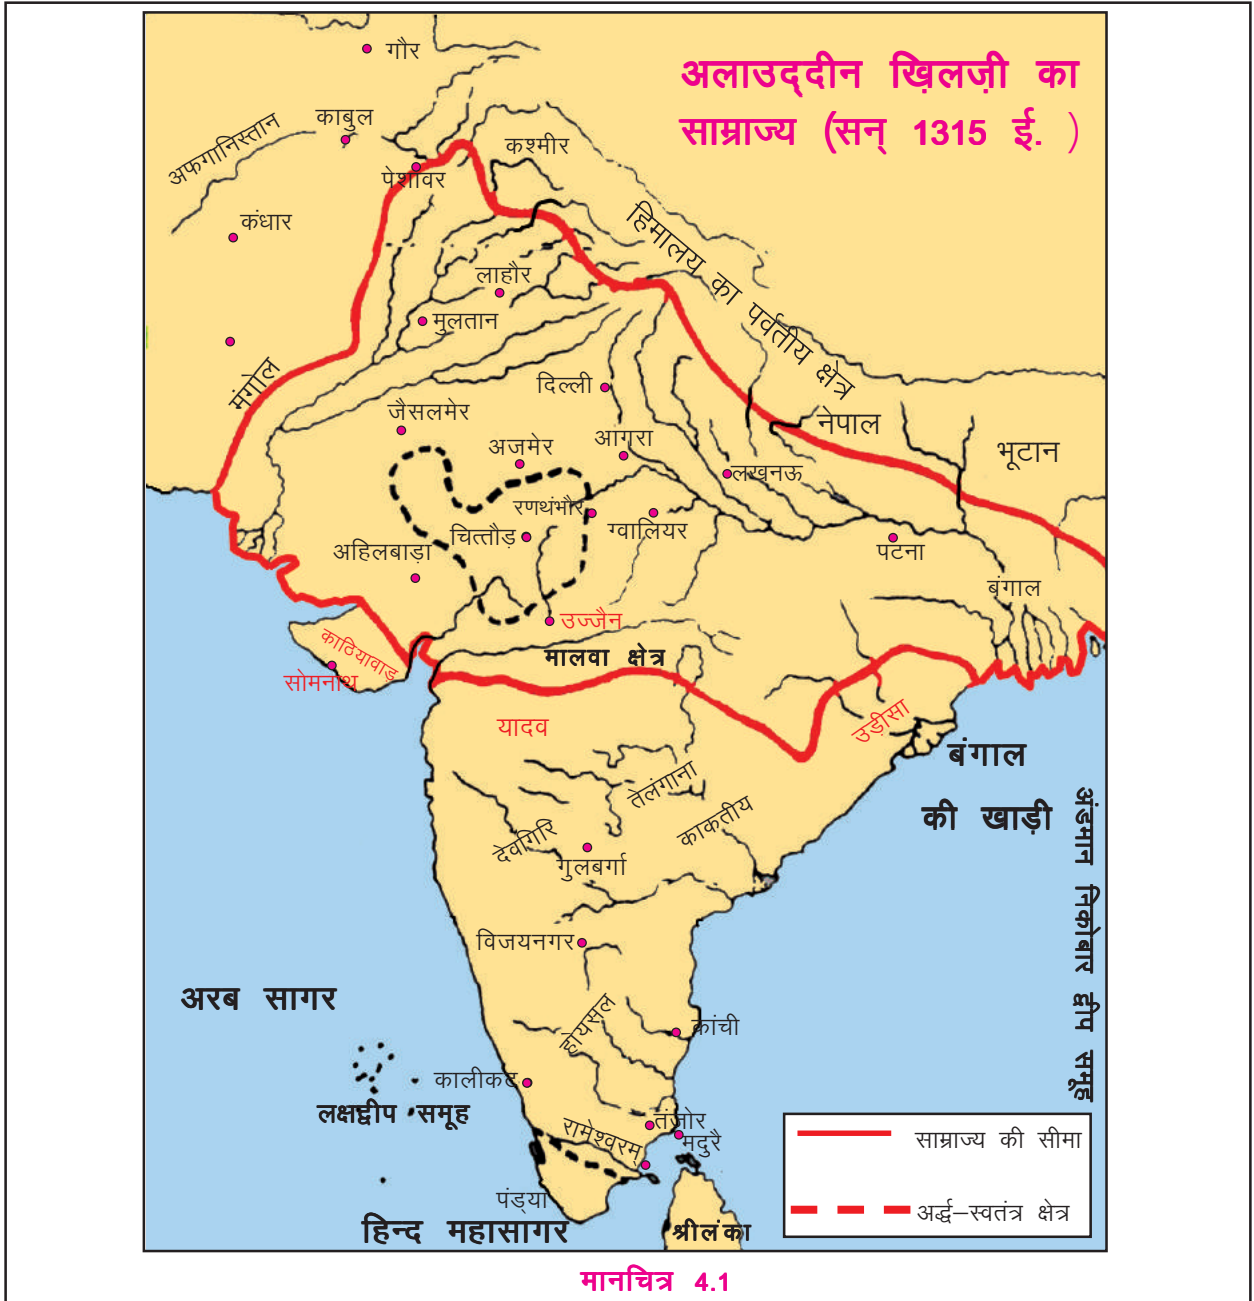 अलाउद्दीन ख़िलज़ी का
साम्राज्य (सन् 1315 ई. )
गौर
काबुल
अफगानिस्तान
कश्मीर
पेशावर
कंधार
हिमालय का पर्वतीय क्षेत्र
लाहौर
मुलतान
मंगोल
दिल्ली
जैसलमेर
अजमेर
आगरा
नेपाल
भूटान
लखनऊ
रणथंभौर
चित्तौड़
ग्वालियर
अहिलबाड़ा
पटना
बंगाल
उज्जैन
काठियावाड़
मालवा क्षेत्र
सोमनाथ
यादव
उड़ीसा
बंगाल
की खाड़ी
तेलंगाना
काकतीय
देवगिरि
गुलबर्गा
अंडमान निकोबार द्वीप समूह
विजयनगर
अरब सागर
होयसल
कांची
कालीकट
लक्षद्वीप समूह
तंजोर
रामेश्वरम्
मदुरै
पंड्या
हिन्द महासागर
श्रीलंका
साम्राज्य की सीमा
अर्द्ध–स्वतंत्र क्षेत्र
मानचित्र 4.1